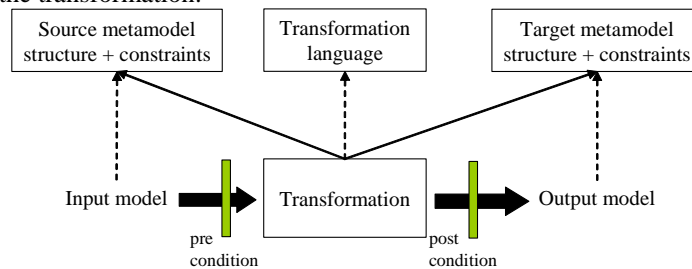 the transformation.
Source metamodel
structure + constraints
Transformation
language
Target metamodel
structure + constraints
Input model
Transformation
Output model
pre
condition
post
condition